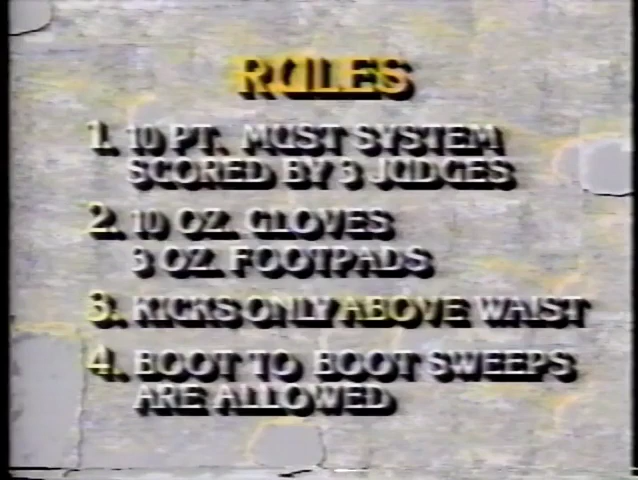 RULES
1. 10 PT. MUST SYSTEM
SCORED BY 3 JUDGES
2. 10 OZ. GLOVES
3 OZ. FOOTPADS
3. KICKS ONLY ABOVE WAIST
4. BOOT TO BOOT SWEEPS
ARE ALLOWED